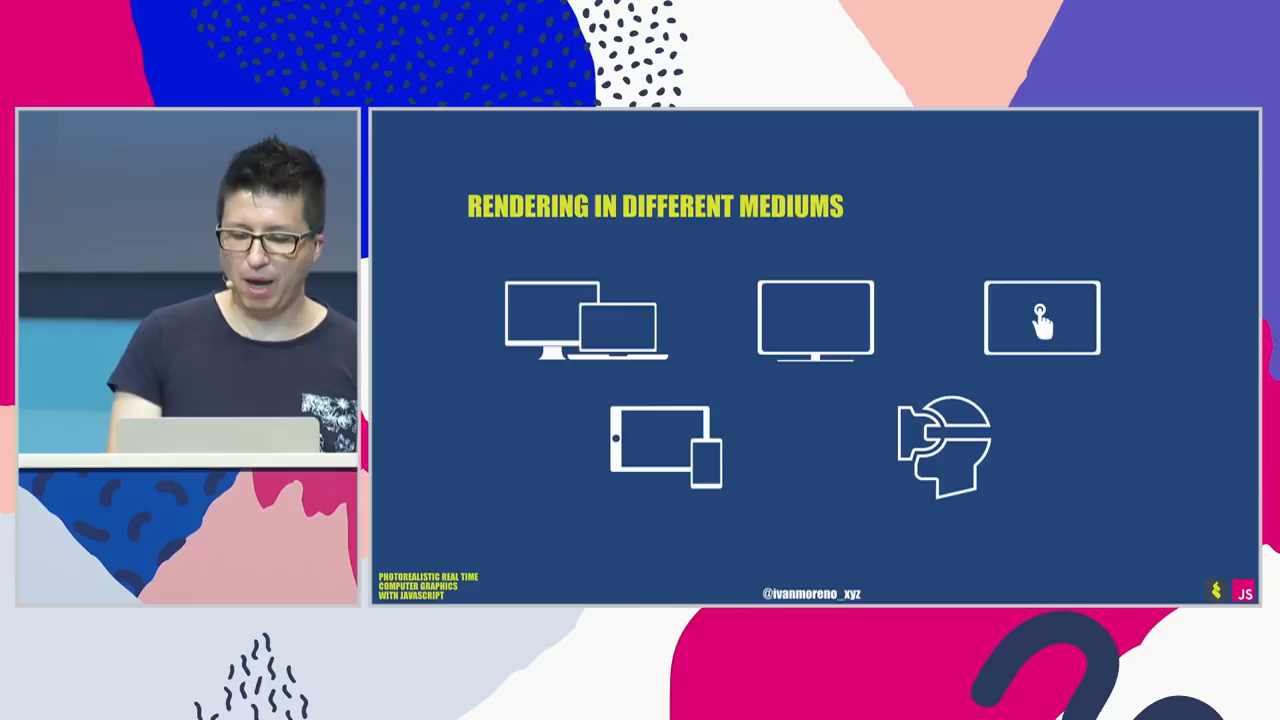 RENDERING IN DIFFERENT MEDIUMS
PHOTOREALISTIC REAL TIME
COMPUTER GRAPHICS
WITH JAVASCRIPT
@ivanmoreno_xyz
JS